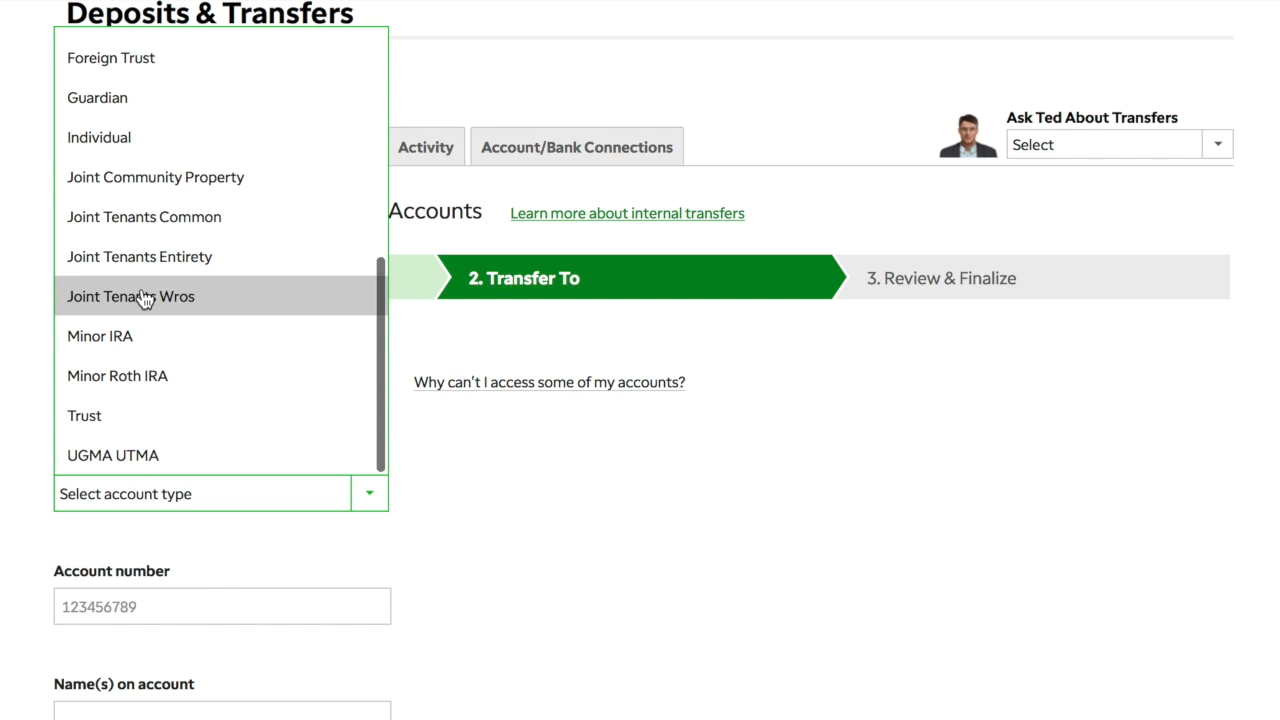 Deposits & Transfers
Foreign Trust
Guardian
Individual
Joint Community Property
Joint Tenants Common
Joint Tenants Entirety
Joint Tenants Wros
Minor IRA
Minor Roth IRA
Trust
UGMA UTMA
Select account type
Activity
Account/Bank Connections
Ask Ted About Transfers
Select
Accounts
Learn more about internal transfers
2. Transfer To
3. Review & Finalize
Why can't I access some of my accounts?
Account number
123456789
Name(s) on account